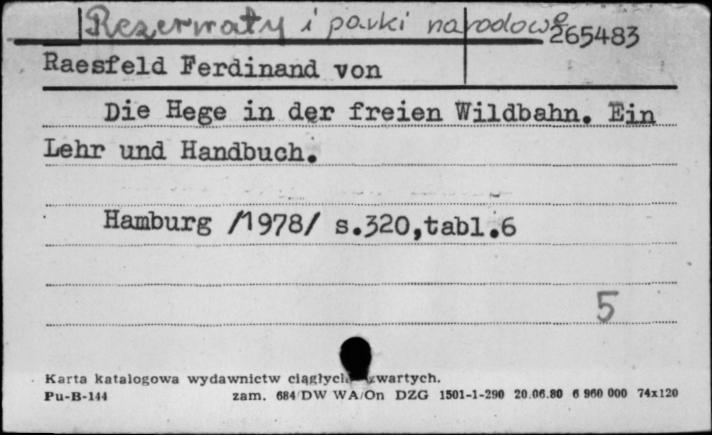 Rezerwaty i parki narodowe
265483
Raesfeld Ferdinand von
Die Hege in der freien Wildbahn. Ein
Lehr und Handbuch.
Hamburg /1978/ s.320,tabl.6
5
Karta katalogowa wydawnictw ciągłych zwartych.
Pu-B-144 zam. 684/DW WA/On DZG 1501-1-290 20.06.80 6 960 000 74x120